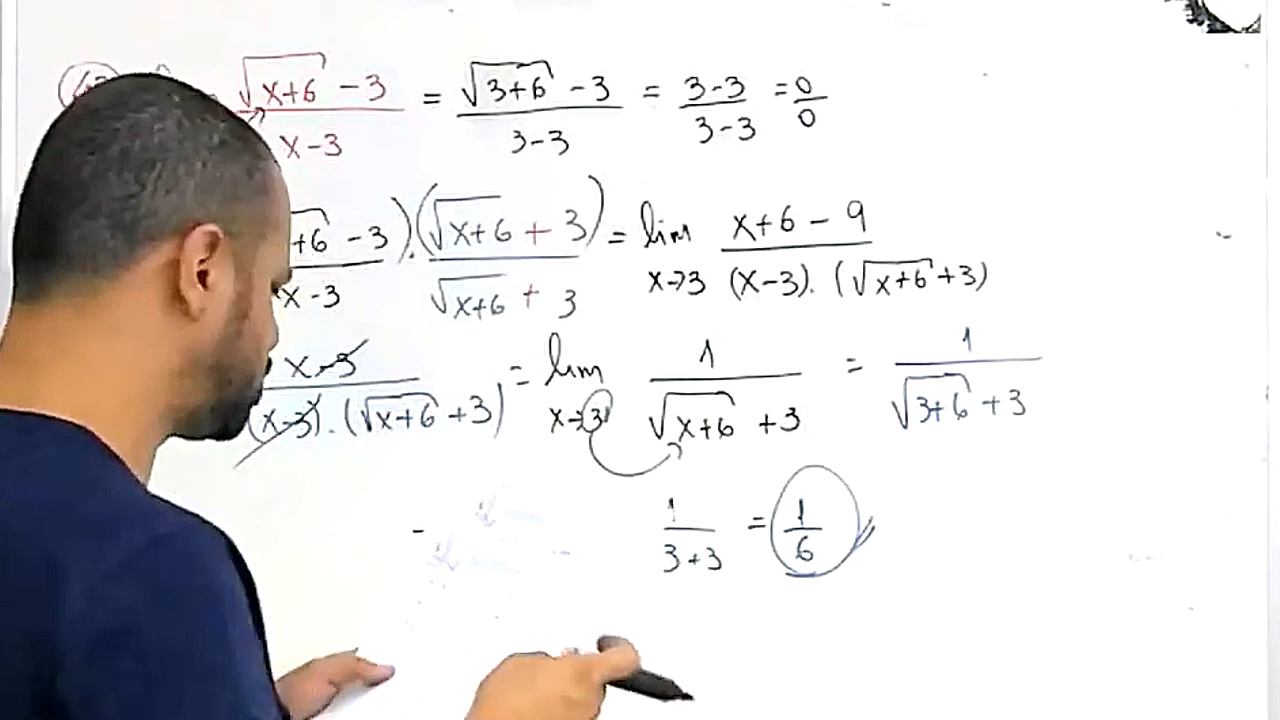 √x+6 - 3 / x-3 = √3+6 - 3 / 3-3 = 3-3 / 3-3 = 0/0
+6 - 3) / x-3 . (√x+6 + 3) / √x+6 + 3 = lim x→3 x+6-9 / (x-3).(√x+6 +3)
x-3 / (x-3).(√x+6 +3) = lim x→3 1 / √x+6 +3 = 1 / √3+6 +3
1 / 3+3 = 1/6